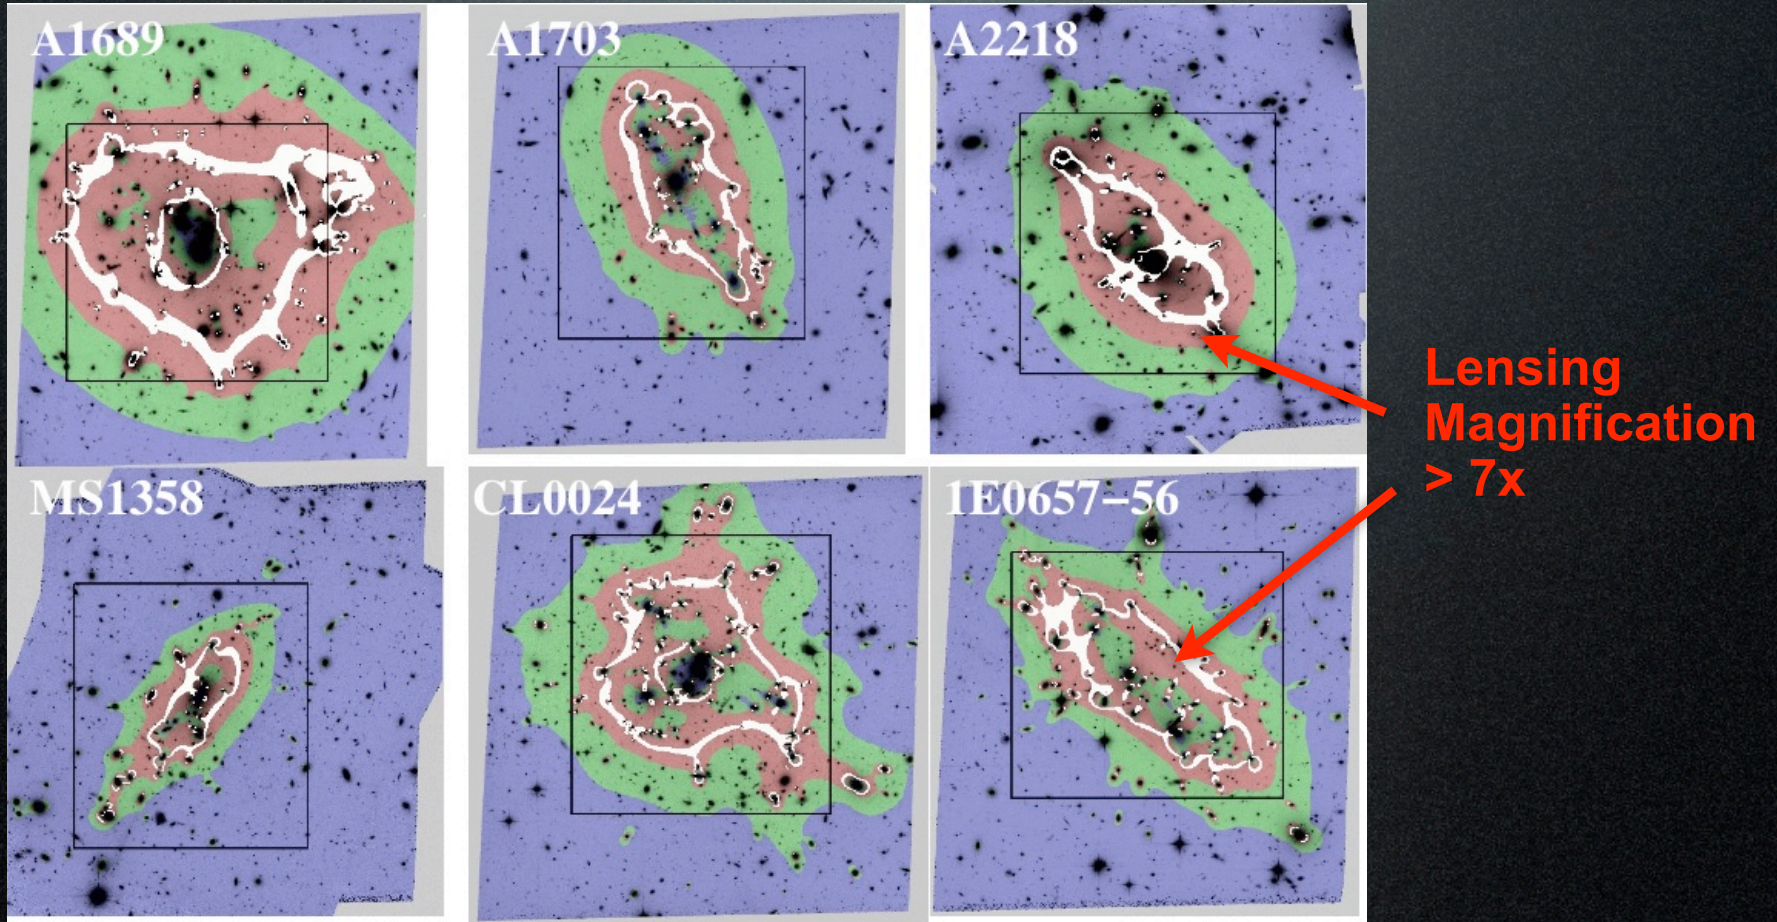 A1689
A1703
A2218
MS1358
CL0024
1E0657−56
Lensing
Magnification
> 7x